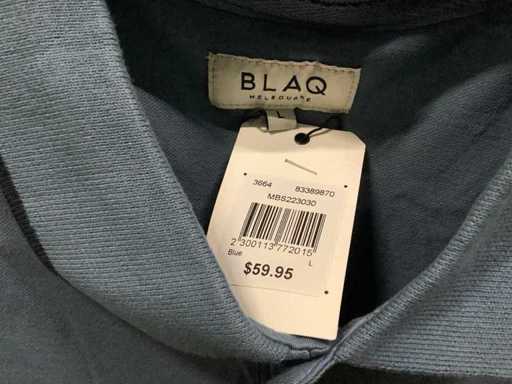 BLAQ
MELBOURNE
3664 83389870
MBS223030
2 300113 772015
Blue L
$59.95